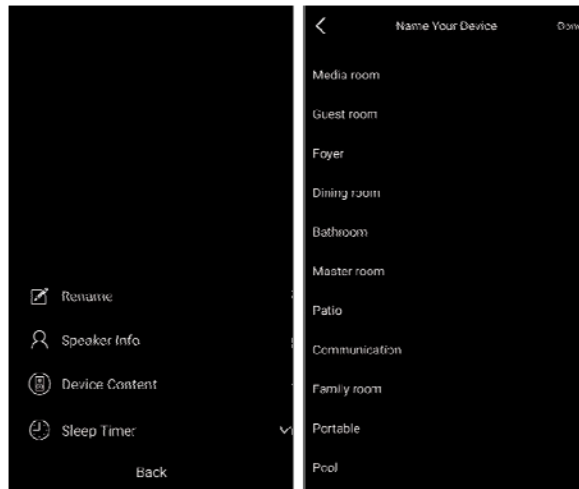 Rename
Speaker Info
Device Content
Sleep Timer
Back
Name Your Device
Media room
Guest room
Foyer
Dining room
Bathroom
Master room
Patio
Communication
Family room
Portable
Pool